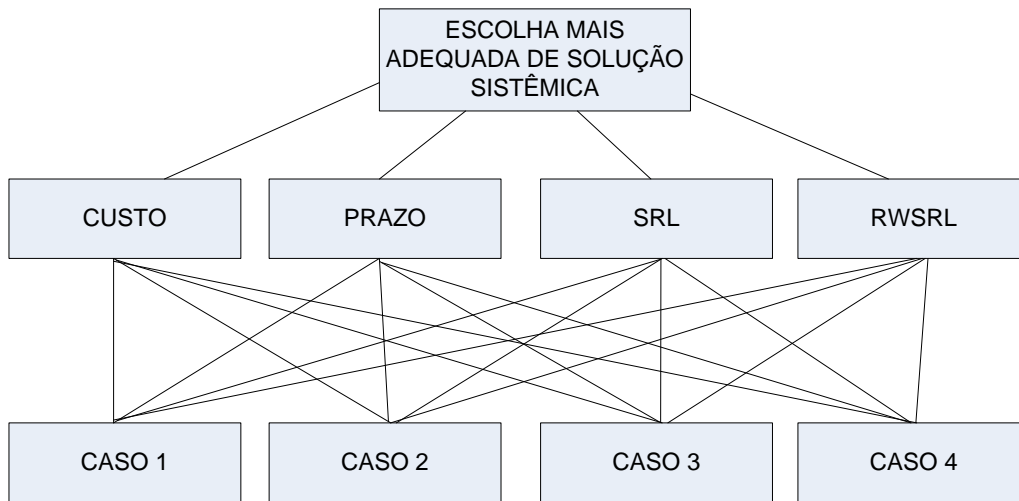 ESCOLHA MAIS
ADEQUADA DE SOLUÇÃO
SISTÊMICA
CUSTO
PRAZO
SRL
RWSRL
CASO 1
CASO 2
CASO 3
CASO 4